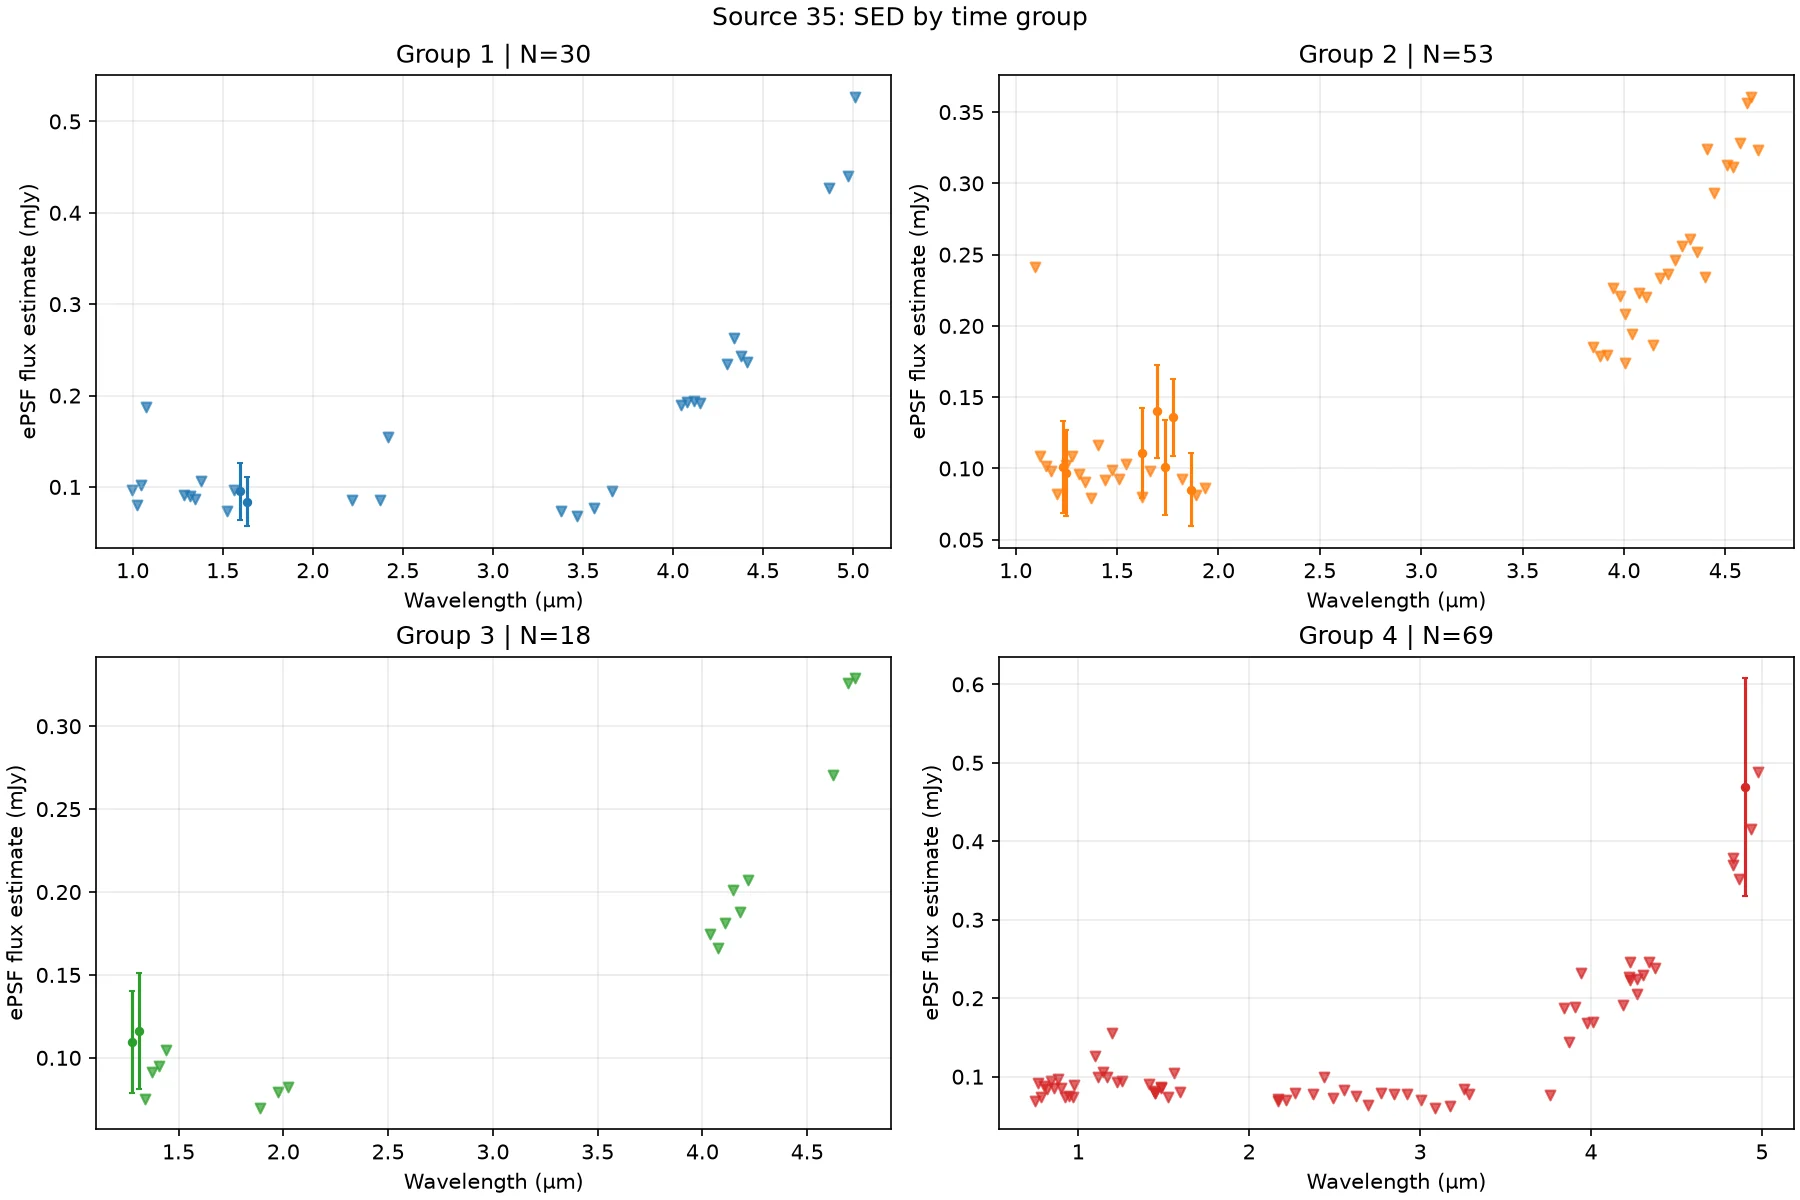 Source 35: SED by time group
Group 1 | N=30
ePSF flux estimate (mJy)
0.5
0.4
0.3
0.2
0.1
1.0 1.5 2.0 2.5 3.0 3.5 4.0 4.5 5.0
Wavelength (µm)
Group 2 | N=53
ePSF flux estimate (mJy)
0.35
0.30
0.25
0.20
0.15
0.10
0.05
1.0 1.5 2.0 2.5 3.0 3.5 4.0 4.5
Wavelength (µm)
Group 3 | N=18
ePSF flux estimate (mJy)
0.30
0.25
0.20
0.15
0.10
1.5 2.0 2.5 3.0 3.5 4.0 4.5
Wavelength (µm)
Group 4 | N=69
ePSF flux estimate (mJy)
0.6
0.5
0.4
0.3
0.2
0.1
1 2 3 4 5
Wavelength (µm)